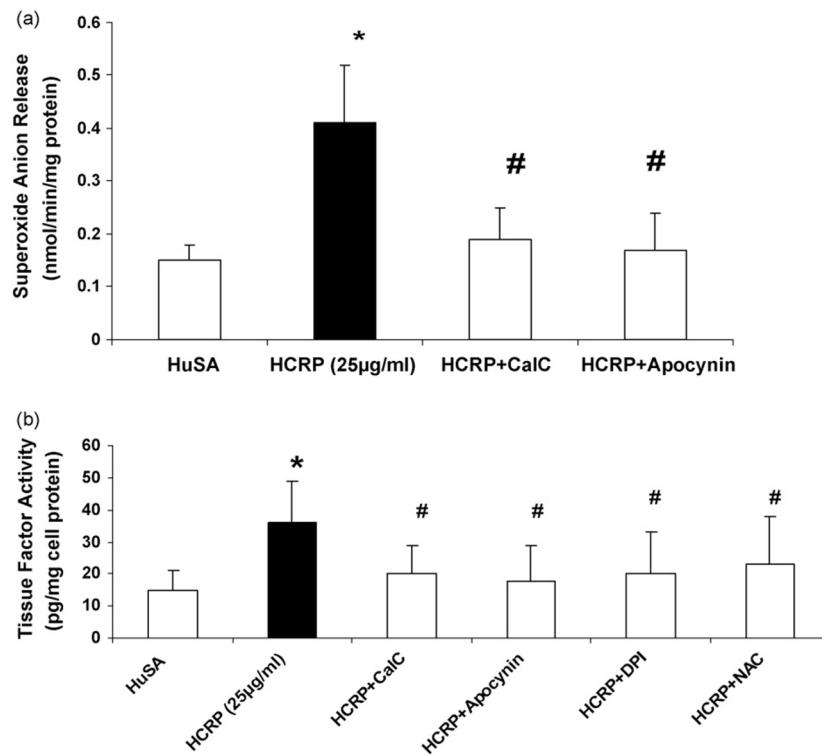 (a)
Superoxide Anion Release
(nmol/min/mg protein)
0.6
0.5
0.4
0.3
0.2
0.1
0
*
#
#
HuSA
HCRP (25µg/ml)
HCRP+CalC
HCRP+Apocynin
(b)
Tissue Factor Activity
(pg/mg cell protein)
60
50
40
30
20
10
0
*
#
#
#
#
HuSA
HCRP (25µg/ml)
HCRP+CalC
HCRP+Apocynin
HCRP+DPI
HCRP+NAC